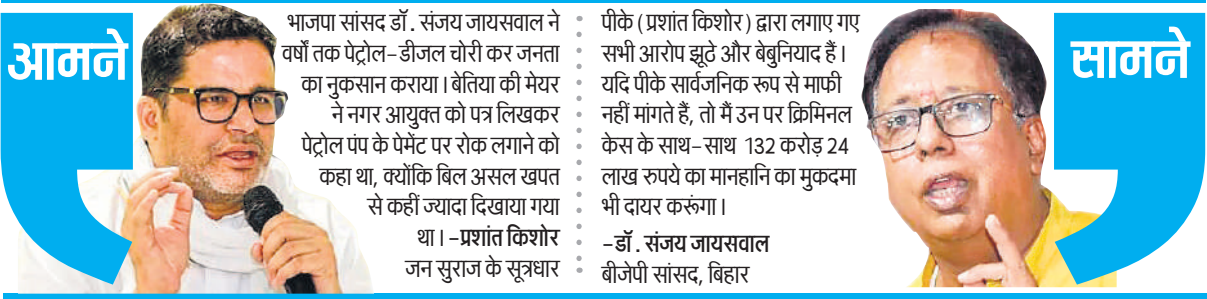 आमने
भाजपा सांसद डॉ. संजय जायसवाल ने
वर्षों तक पेट्रोल-डीजल चोरी कर जनता
का नुकसान कराया। बेतिया की मेयर
ने नगर आयुक्त को पत्र लिखकर
पेट्रोल पंप के पेमेंट पर रोक लगाने को
कहा था, क्योंकि बिल असल खपत
से कहीं ज्यादा दिखाया गया
था। -प्रशांत किशोर
जन सुराज के सूत्रधार
पीके (प्रशांत किशोर) द्वारा लगाए गए
सभी आरोप झूठे और बेबुनियाद हैं।
यदि पीके सार्वजनिक रूप से माफी
नहीं मांगते हैं, तो मैं उन पर क्रिमिनल
केस के साथ-साथ 132 करोड़ 24
लाख रुपये का मानहानि का मुकदमा
भी दायर करूंगा।
-डॉ. संजय जायसवाल
बीजेपी सांसद, बिहार
सामने